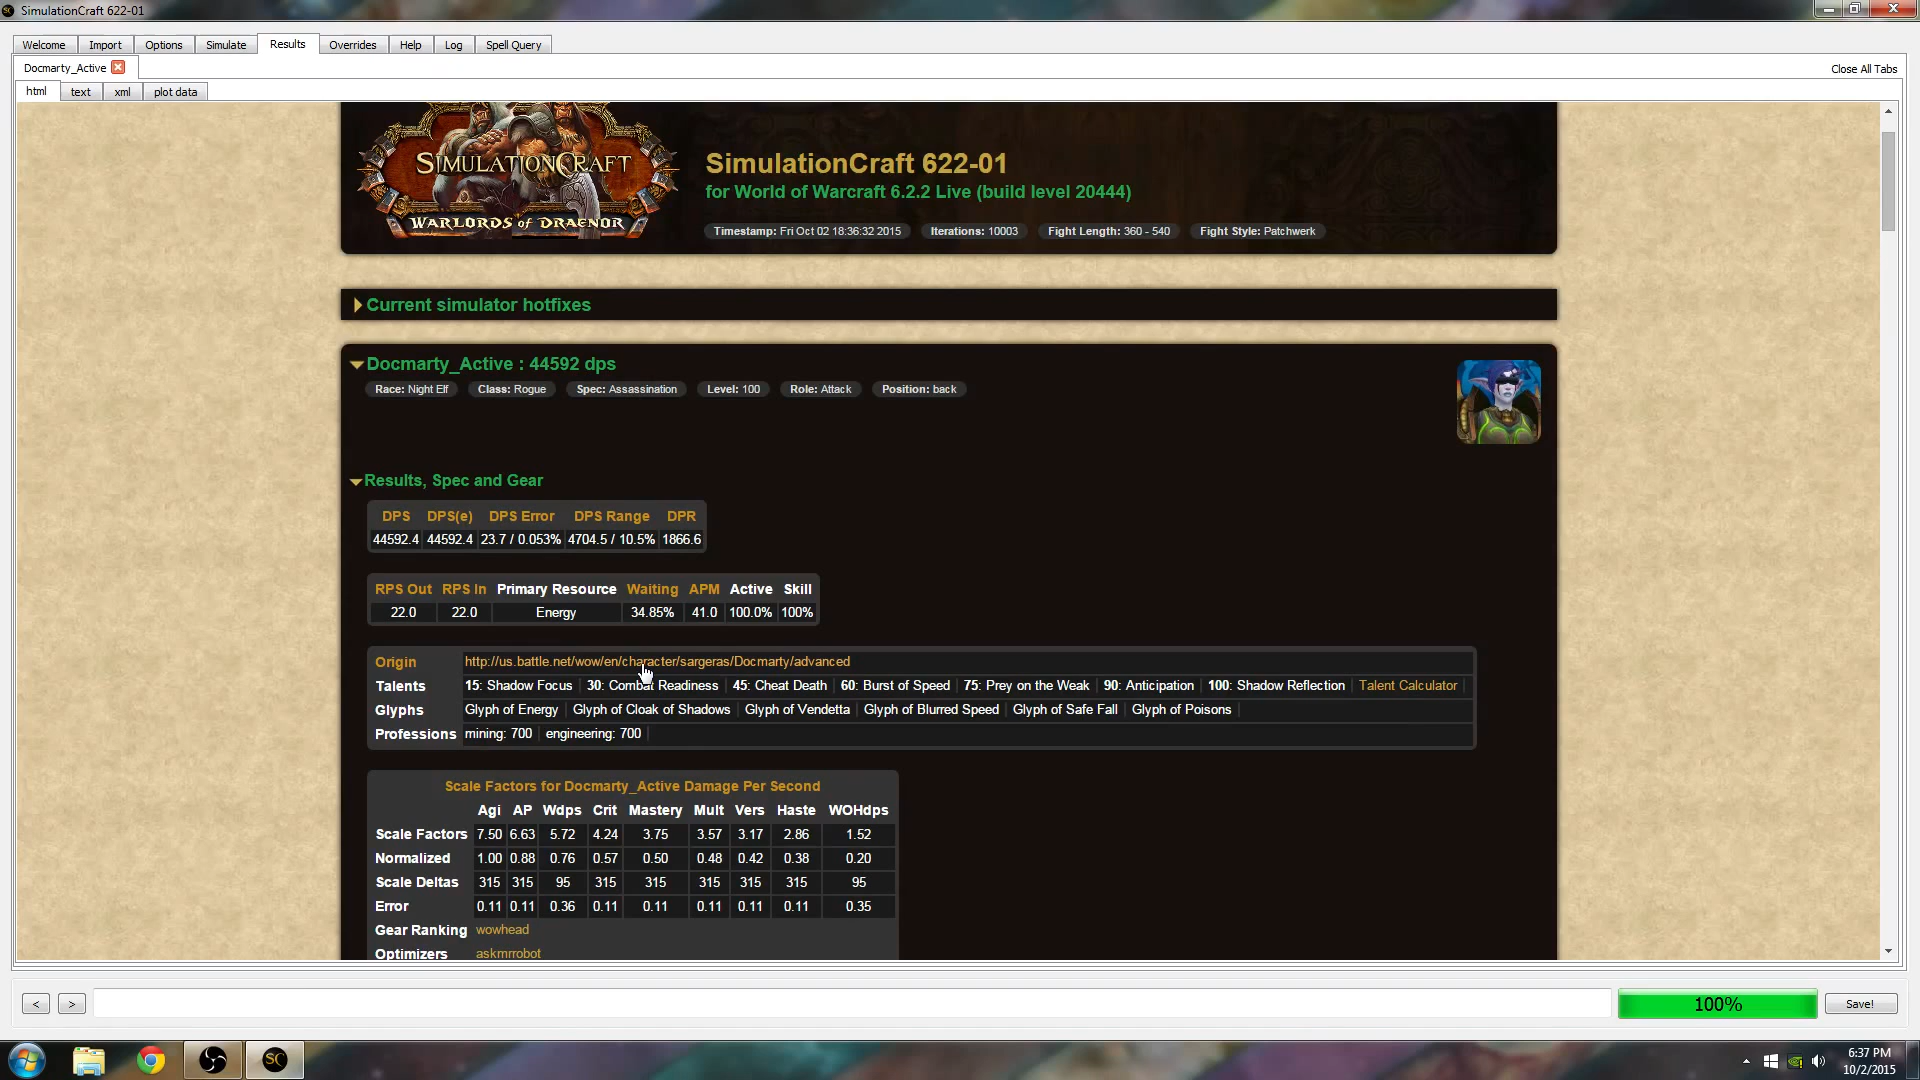 SimulationCraft 622-01
Welcome Import Options Simulate Results Overrides Help Log Spell Query
Docmarty_Active Close All Tabs
html text xml plot data
SIMULATIONCRAFT
WARLORDS OF DRAENOR
SimulationCraft 622-01
for World of Warcraft 6.2.2 Live (build level 20444)
Timestamp: Fri Oct 02 18:36:32 2015 Iterations: 10003 Fight Length: 360 - 540 Fight Style: Patchwerk
Current simulator hotfixes
Docmarty_Active : 44592 dps
Race: Night Elf Class: Rogue Spec: Assassination Level: 100 Role: Attack Position: back
Results, Spec and Gear
DPS DPS(e) DPS Error DPS Range DPR
44592.4 44592.4 23.7 / 0.053% 4704.5 / 10.5% 1866.6
RPS Out RPS In Primary Resource Waiting APM Active Skill
22.0 22.0 Energy 34.85% 41.0 100.0% 100%
Origin http://us.battle.net/wow/en/character/sargeras/Docmarty/advanced
Talents 15: Shadow Focus 30: Combat Readiness 45: Cheat Death 60: Burst of Speed 75: Prey on the Weak 90: Anticipation 100: Shadow Reflection Talent Calculator
Glyphs Glyph of Energy Glyph of Cloak of Shadows Glyph of Vendetta Glyph of Blurred Speed Glyph of Safe Fall Glyph of Poisons
Professions mining: 700 engineering: 700
Scale Factors for Docmarty_Active Damage Per Second
Agi AP Wdps Crit Mastery Mult Vers Haste WOHdps
Scale Factors 7.50 6.63 5.72 4.24 3.75 3.57 3.17 2.86 1.52
Normalized 1.00 0.88 0.76 0.57 0.50 0.48 0.42 0.38 0.20
Scale Deltas 315 315 95 315 315 315 315 315 95
Error 0.11 0.11 0.36 0.11 0.11 0.11 0.11 0.11 0.35
Gear Ranking wowhead
Optimizers askmrrobot
< > 100% Save!
SC 6:37 PM
10/2/2015